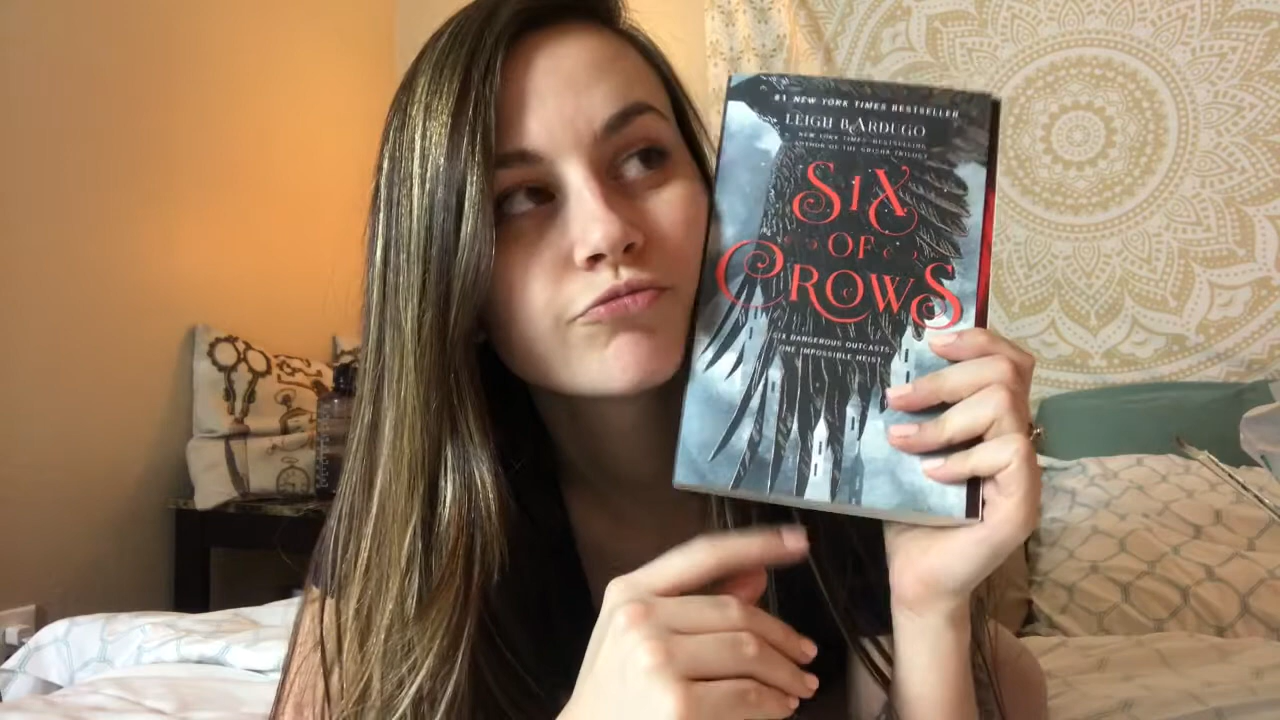 #1 NEW YORK TIMES BESTSELLER
LEIGH BARDUGO
NEW YORK TIMES-BESTSELLING
AUTHOR OF THE GRISHA TRILOGY
SIX
OF
CROWS
SIX DANGEROUS OUTCASTS.
ONE IMPOSSIBLE HEIST.